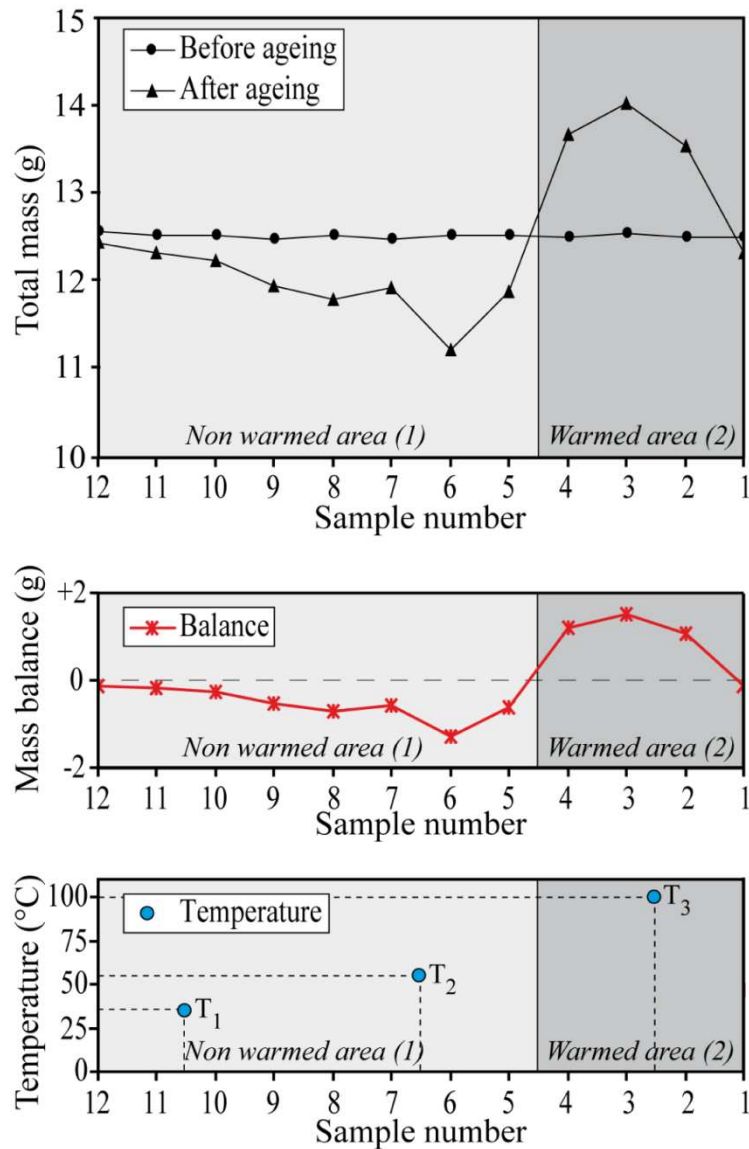 15
14
13
12
11
10
Total mass (g)
Before ageing
After ageing
Non warmed area (1)
Warmed area (2)
12 11 10 9 8 7 6 5 4 3 2 1
Sample number
+2
0
-2
Mass balance (g)
Balance
Non warmed area (1)
Warmed area (2)
12 11 10 9 8 7 6 5 4 3 2 1
Sample number
100
75
50
25
0
Temperature (°C)
Temperature
T1
T2
T3
Non warmed area (1)
Warmed area (2)
12 11 10 9 8 7 6 5 4 3 2 1
Sample number